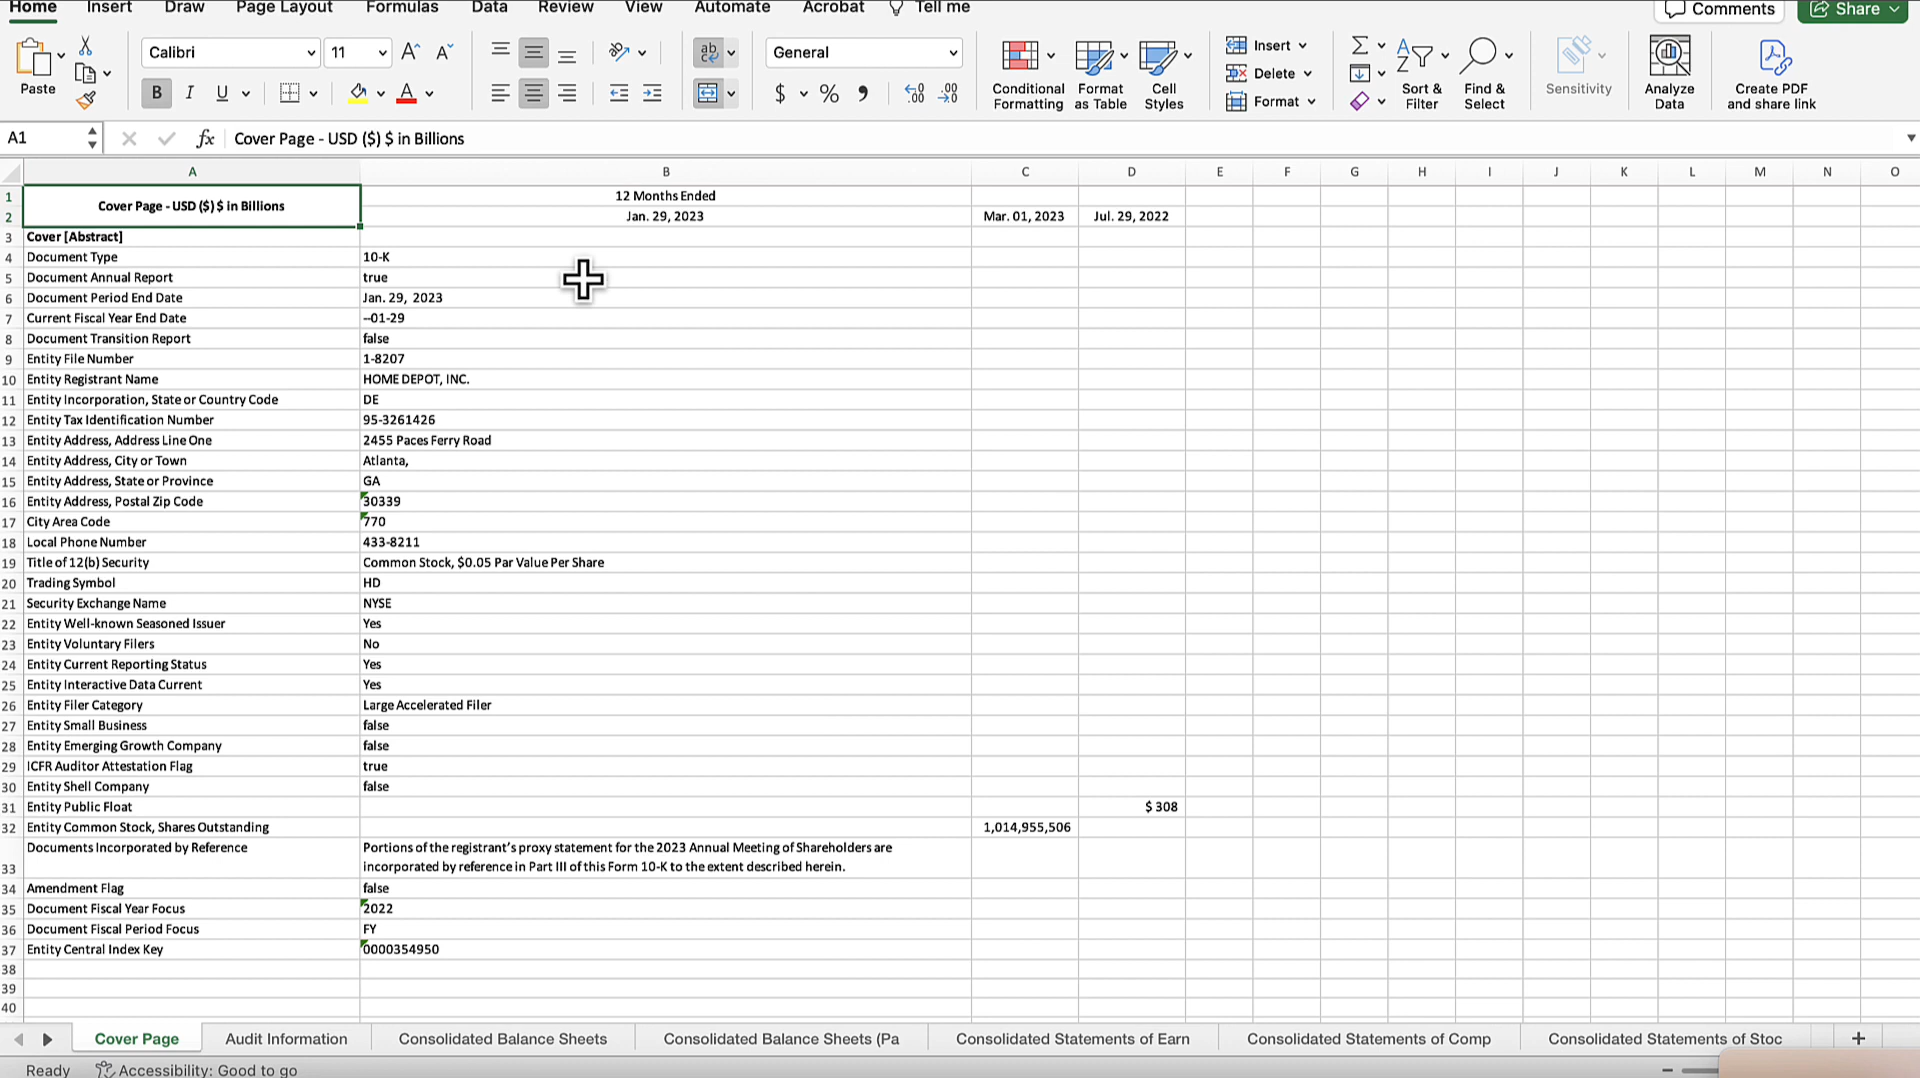 Home Insert Draw Page Layout Formulas Data Review View Automate Acrobat Tell me Comments Share
Paste
Calibri 11
B I U
ab
General
$ % 9
Conditional Formatting
Format as Table
Cell Styles
Insert
Delete
Format
Sort & Filter
Find & Select
Sensitivity
Analyze Data
Create PDF and share link
A1 fx Cover Page - USD ($) $ in Billions
A B C D E F G H I J K L M N O
1 Cover Page - USD ($) $ in Billions 12 Months Ended
2 Jan. 29, 2023 Mar. 01, 2023 Jul. 29, 2022
3 Cover [Abstract]
4 Document Type 10-K
5 Document Annual Report true
6 Document Period End Date Jan. 29, 2023
7 Current Fiscal Year End Date --01-29
8 Document Transition Report false
9 Entity File Number 1-8207
10 Entity Registrant Name HOME DEPOT, INC.
11 Entity Incorporation, State or Country Code DE
12 Entity Tax Identification Number 95-3261426
13 Entity Address, Address Line One 2455 Paces Ferry Road
14 Entity Address, City or Town Atlanta,
15 Entity Address, State or Province GA
16 Entity Address, Postal Zip Code 30339
17 City Area Code 770
18 Local Phone Number 433-8211
19 Title of 12(b) Security Common Stock, $0.05 Par Value Per Share
20 Trading Symbol HD
21 Security Exchange Name NYSE
22 Entity Well-known Seasoned Issuer Yes
23 Entity Voluntary Filers No
24 Entity Current Reporting Status Yes
25 Entity Interactive Data Current Yes
26 Entity Filer Category Large Accelerated Filer
27 Entity Small Business false
28 Entity Emerging Growth Company false
29 ICFR Auditor Attestation Flag true
30 Entity Shell Company false
31 Entity Public Float $ 308
32 Entity Common Stock, Shares Outstanding 1,014,955,506
33 Documents Incorporated by Reference Portions of the registrant's proxy statement for the 2023 Annual Meeting of Shareholders are
incorporated by reference in Part III of this Form 10-K to the extent described herein.
34 Amendment Flag false
35 Document Fiscal Year Focus 2022
36 Document Fiscal Period Focus FY
37 Entity Central Index Key 0000354950
38
39
40
Cover Page Audit Information Consolidated Balance Sheets Consolidated Balance Sheets (Pa Consolidated Statements of Earn Consolidated Statements of Comp Consolidated Statements of Stoc +
Ready Accessibility: Good to go